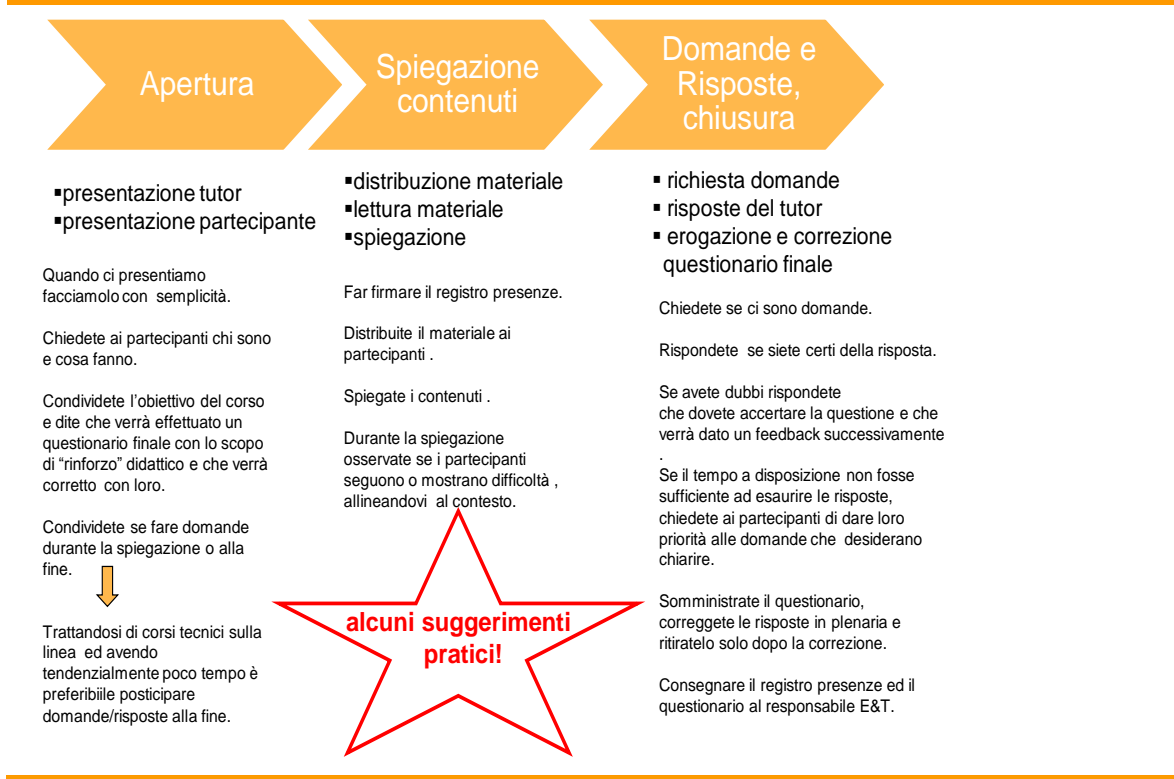 Apertura
Spiegazione
contenuti
Domande e
Risposte,
chiusura
▪presentazione tutor
▪presentazione partecipante
Quando ci presentiamo
facciamolo con semplicità.
Chiedete ai partecipanti chi sono
e cosa fanno.
Condividete l'obiettivo del corso
e dite che verrà effettuato un
questionario finale con lo scopo
di "rinforzo" didattico e che verrà
corretto con loro.
Condividete se fare domande
durante la spiegazione o alla
fine.
Trattandosi di corsi tecnici sulla
linea ed avendo
tendenzialmente poco tempo è
preferibiile posticipare
domande/risposte alla fine.
▪distribuzione materiale
▪lettura materiale
▪spiegazione
Far firmare il registro presenze.
Distribuite il materiale ai
partecipanti .
Spiegate i contenuti .
Durante la spiegazione
osservate se i partecipanti
seguono o mostrano difficoltà ,
allineandovi al contesto.
alcuni suggerimenti
pratici!
▪ richiesta domande
▪ risposte del tutor
▪ erogazione e correzione
questionario finale
Chiedete se ci sono domande.
Rispondete se siete certi della risposta.
Se avete dubbi rispondete
che dovete accertare la questione e che
verrà dato un feedback successivamente
.
Se il tempo a disposizione non fosse
sufficiente ad esaurire le risposte,
chiedete ai partecipanti di dare loro
priorità alle domande che desiderano
chiarire.
Somministrate il questionario,
correggete le risposte in plenaria e
ritiratelo solo dopo la correzione.
Consegnare il registro presenze ed il
questionario al responsabile E&T.